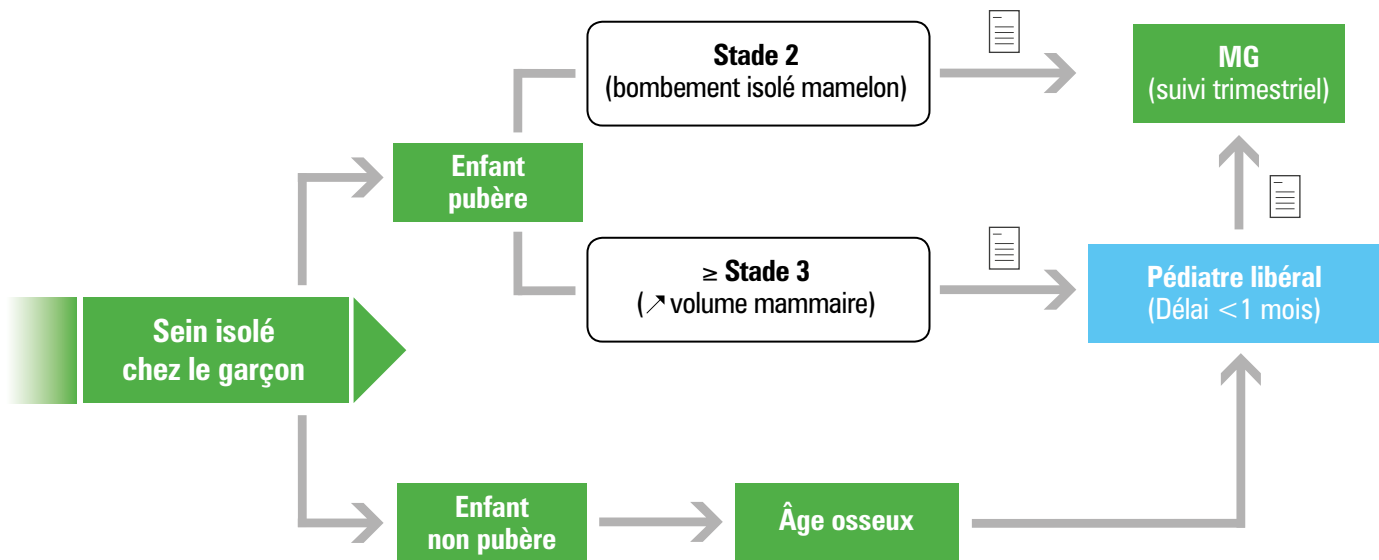 Sein isolé
chez le garçon
Enfant
pubère
Stade 2
(bombement isolé mamelon)
MG
(suivi trimestriel)
≥ Stade 3
(↗ volume mammaire)
Pédiatre libéral
(Délai <1 mois)
Enfant
non pubère
Âge osseux